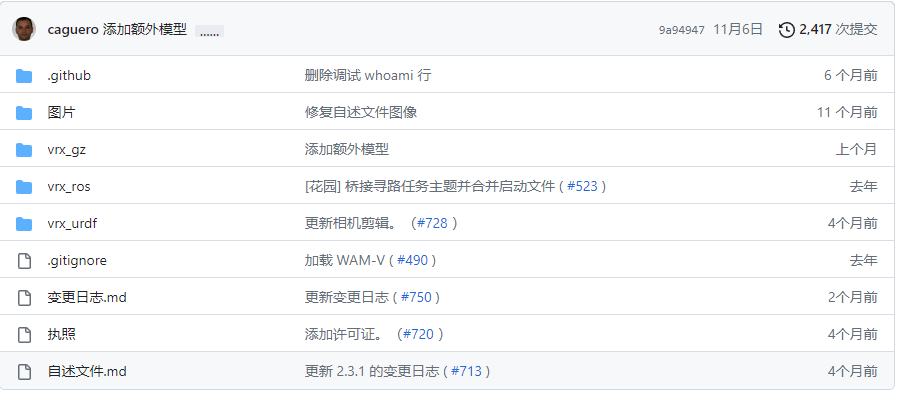 caguero 添加额外模型 ...... 9a94947 11月6日 2,417 次提交
.github 删除调试 whoami 行 6 个月前
图片 修复自述文件图像 11 个月前
vrx_gz 添加额外模型 上个月
vrx_ros [花园] 桥接寻路任务主题并合并启动文件 ( #523 ) 去年
vrx_urdf 更新相机剪辑。（#728 ） 4个月前
.gitignore 加载 WAM-V ( #490 ) 去年
变更日志.md 更新变更日志 ( #750 ) 2个月前
执照 添加许可证。（#720 ） 4个月前
自述文件.md 更新 2.3.1 的变更日志 ( #713 ) 4个月前